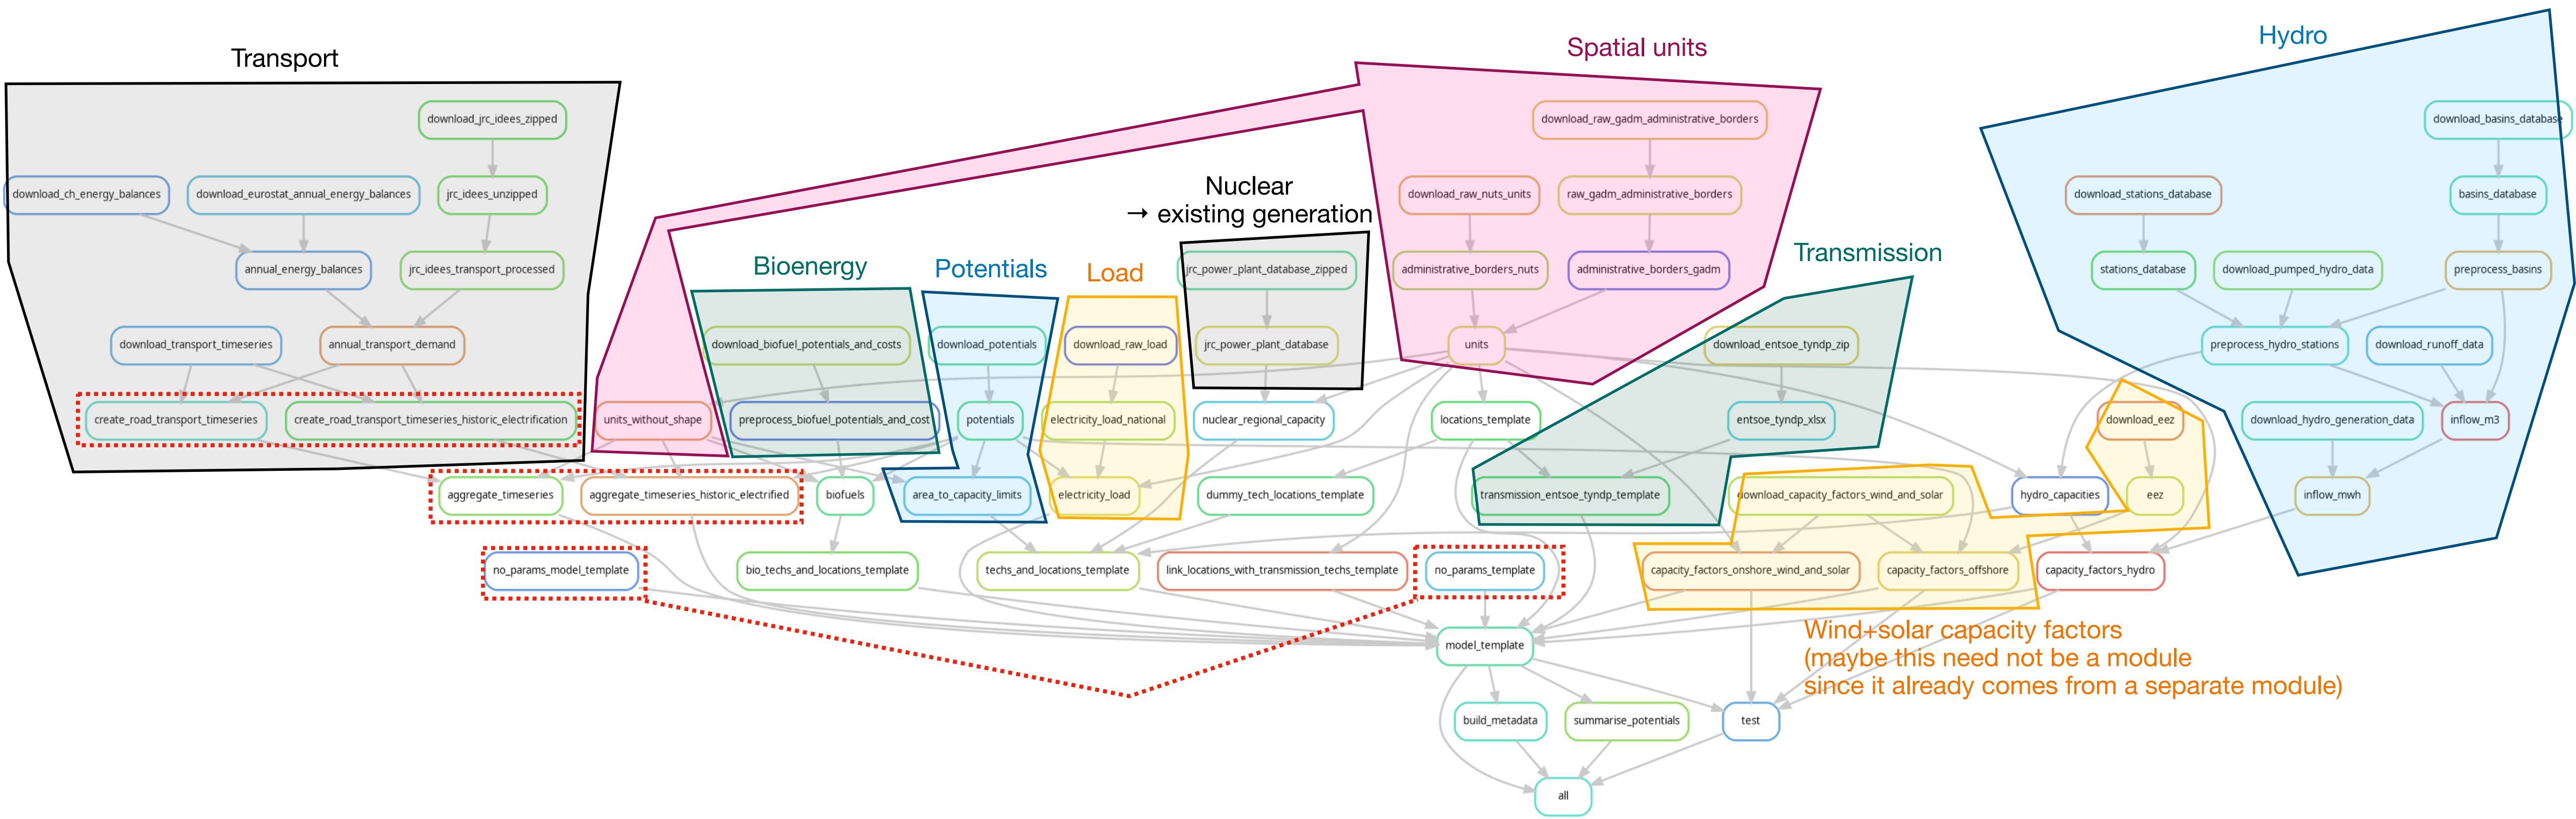 Hydro
Spatial units
Transport
download_jrc_idees_zipped
download_raw_gadm_administrative_borders
download_basins_database
Nuclear
→ existing generation
download_ch_energy_balances
download_eurostat_annual_energy_balances
jrc_idees_unzipped
download_raw_nuts_units
raw_gadm_administrative_borders
download_stations_database
basins_database
Transmission
Bioenergy
Potentials
Load
annual_energy_balances
jrc_idees_transport_processed
jrc_power_plant_database_zipped
administrative_borders_nuts
administrative_borders_gadm
stations_database
download_pumped_hydro_data
preprocess_basins
download_transport_timeseries
annual_transport_demand
download_biofuel_potentials_and_costs
download_potentials
download_raw_load
jrc_power_plant_database
units
download_entsoe_tyndp_zip
preprocess_hydro_stations
download_runoff_data
create_road_transport_timeseries
create_road_transport_timeseries_historic_electrification
units_without_shape
preprocess_biofuel_potentials_and_cost
potentials
electricity_load_national
nuclear_regional_capacity
locations_template
entsoe_tyndp_xlsx
download_eez
download_hydro_generation_data
inflow_m3
aggregate_timeseries
aggregate_timeseries_historic_electrified
biofuels
area_to_capacity_limits
electricity_load
dummy_tech_locations_template
transmission_entsoe_tyndp_template
download_capacity_factors_wind_and_solar
hydro_capacities
eez
inflow_mwh
no_params_model_template
bio_techs_and_locations_template
techs_and_locations_template
link_locations_with_transmission_techs_template
no_params_template
capacity_factors_onshore_wind_and_solar
capacity_factors_offshore
capacity_factors_hydro
model_template
Wind+solar capacity factors
(maybe this need not be a module
since it already comes from a separate module)
build_metadata
summarise_potentials
test
all